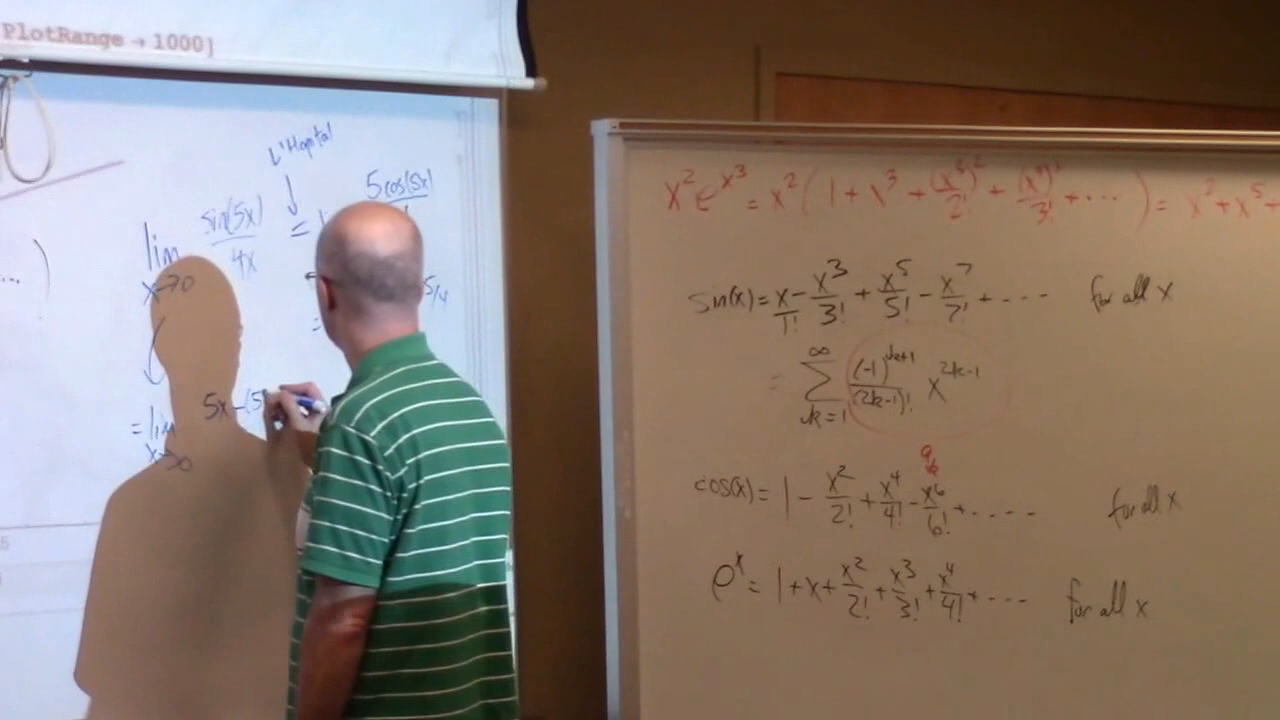 PlotRange → 1000]
L'Hopital
lim x→0 sin(5x)/4x = 5cos(5x)
5/4
...)
= lim x→0 5x - (5
x² e^x³ = x² ( 1 + x³ + (x³)²/2! + (x³)³/3! + ... ) = x² + x⁵ +
sin(x) = x/1! - x³/3! + x⁵/5! - x⁷/7! + .... for all x
= ∑ k=1 ∞ (-1)^(k+1)/(2k-1)! x^(2k-1)
cos(x) = 1 - x²/2! + x⁴/4! - x⁶/6! + ..... for all x
e^x = 1 + x + x²/2! + x³/3! + x⁴/4! + .... for all x